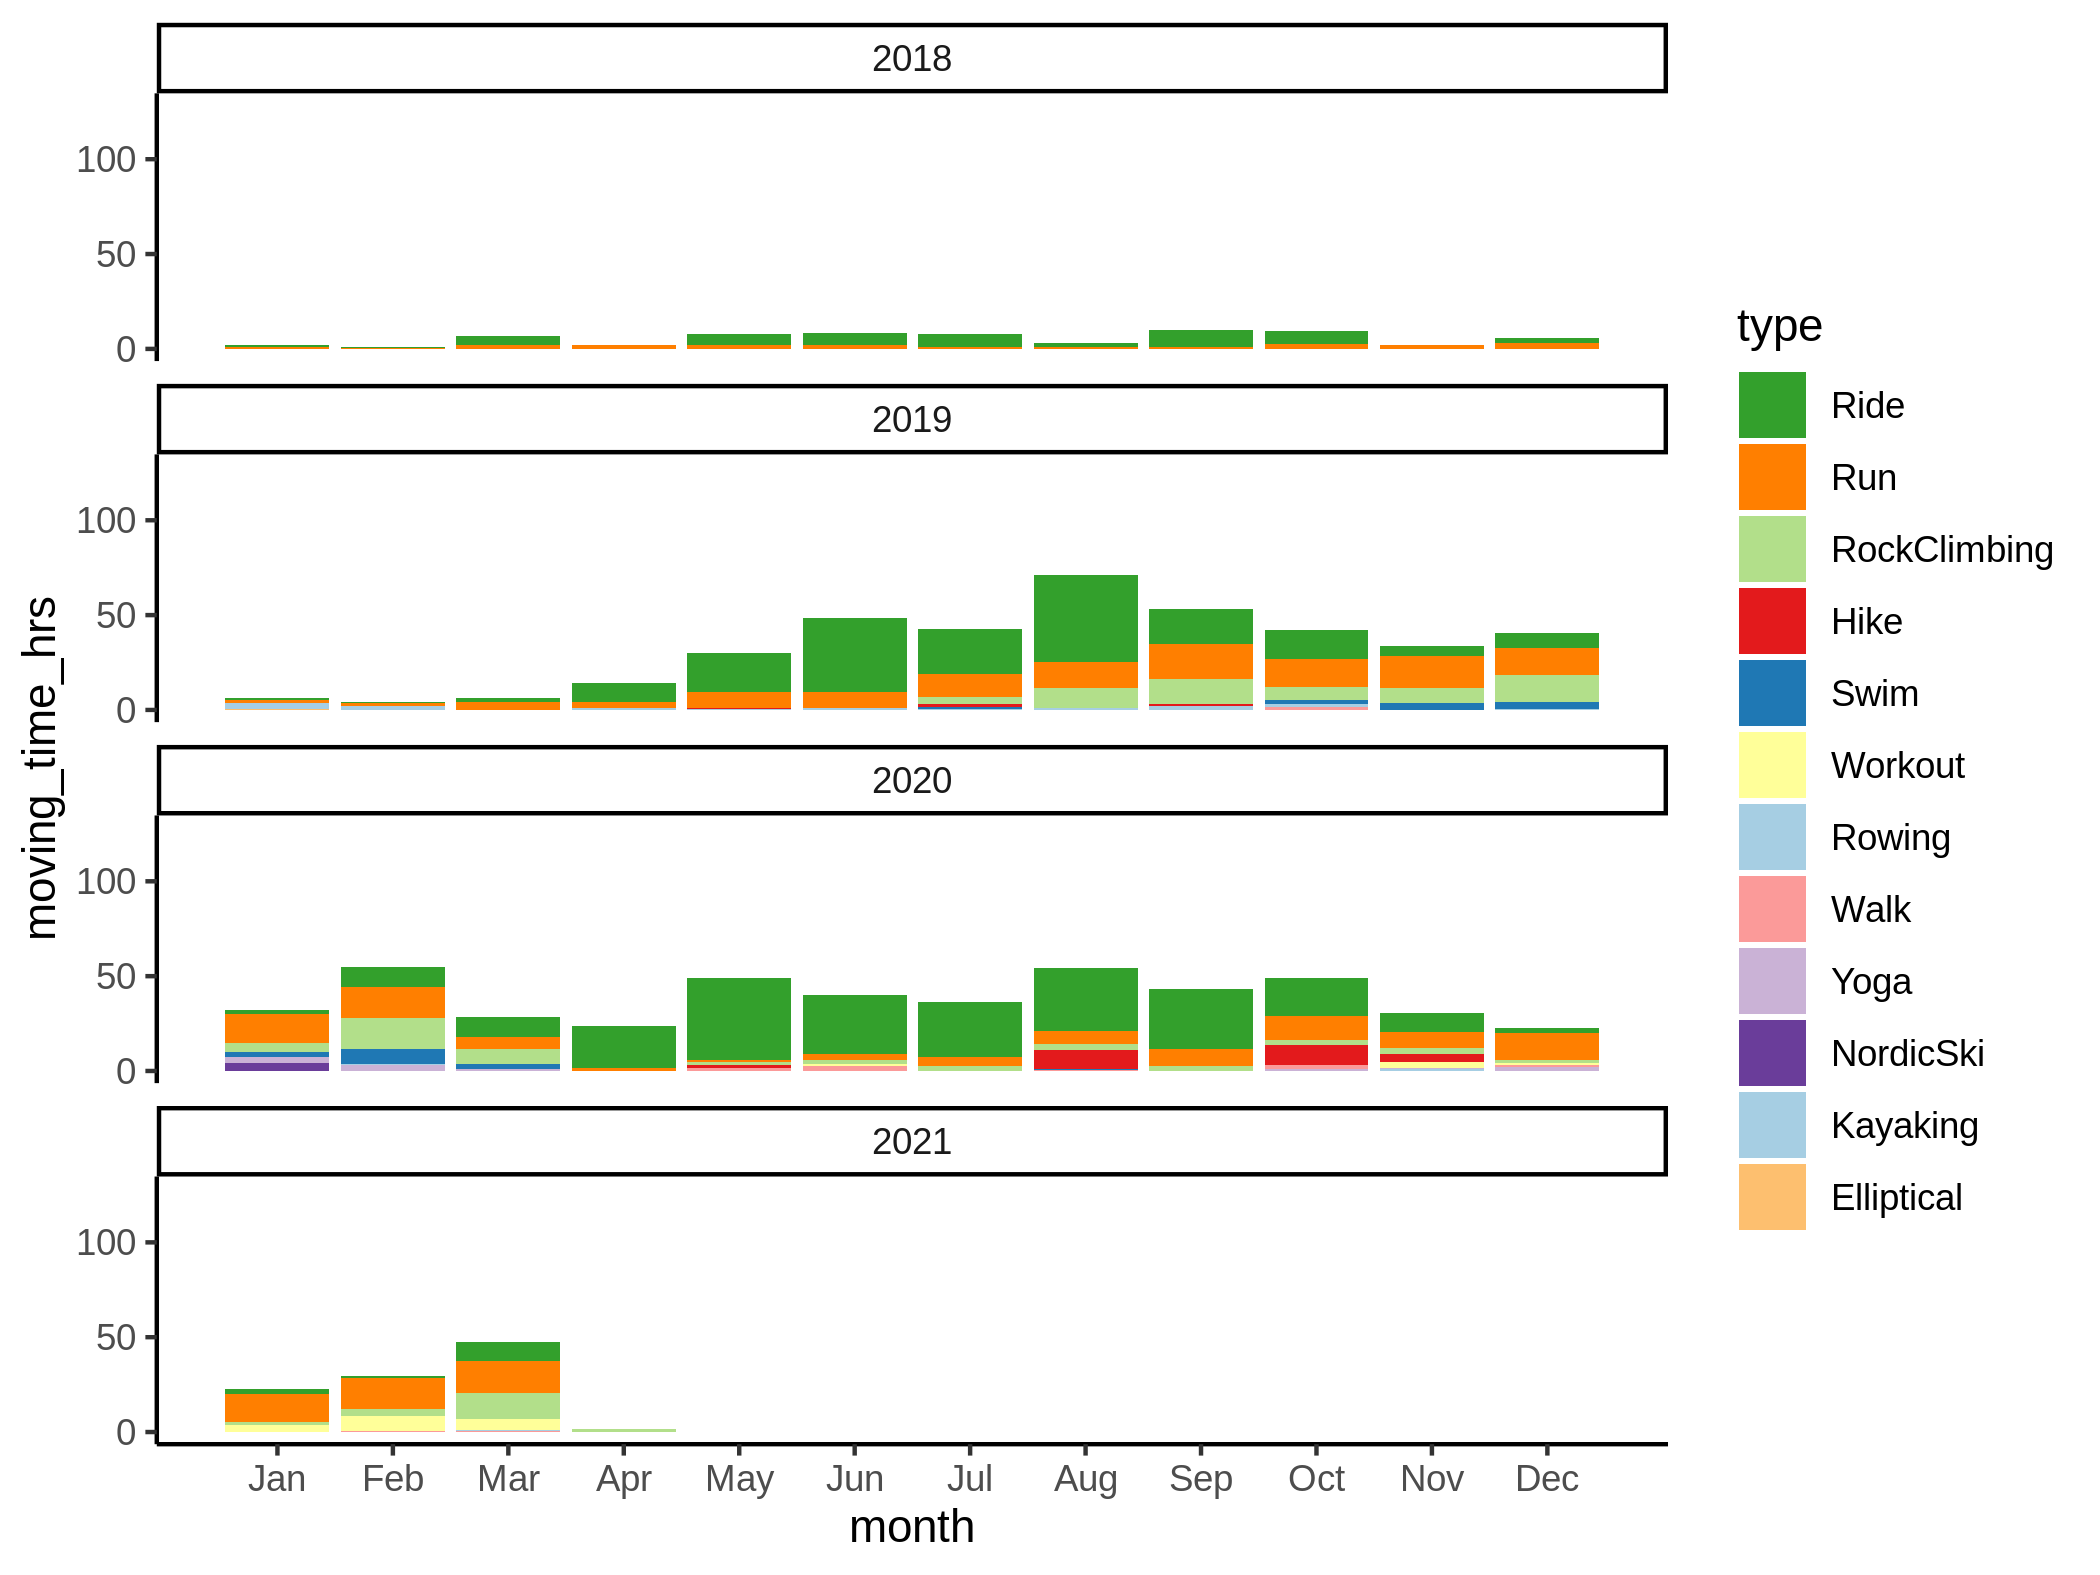 2018
100
50
0
2019
100
50
0
2020
100
50
0
2021
100
50
0
Jan Feb Mar Apr May Jun Jul Aug Sep Oct Nov Dec
month
moving_time_hrs
type
Ride
Run
RockClimbing
Hike
Swim
Workout
Rowing
Walk
Yoga
NordicSki
Kayaking
Elliptical